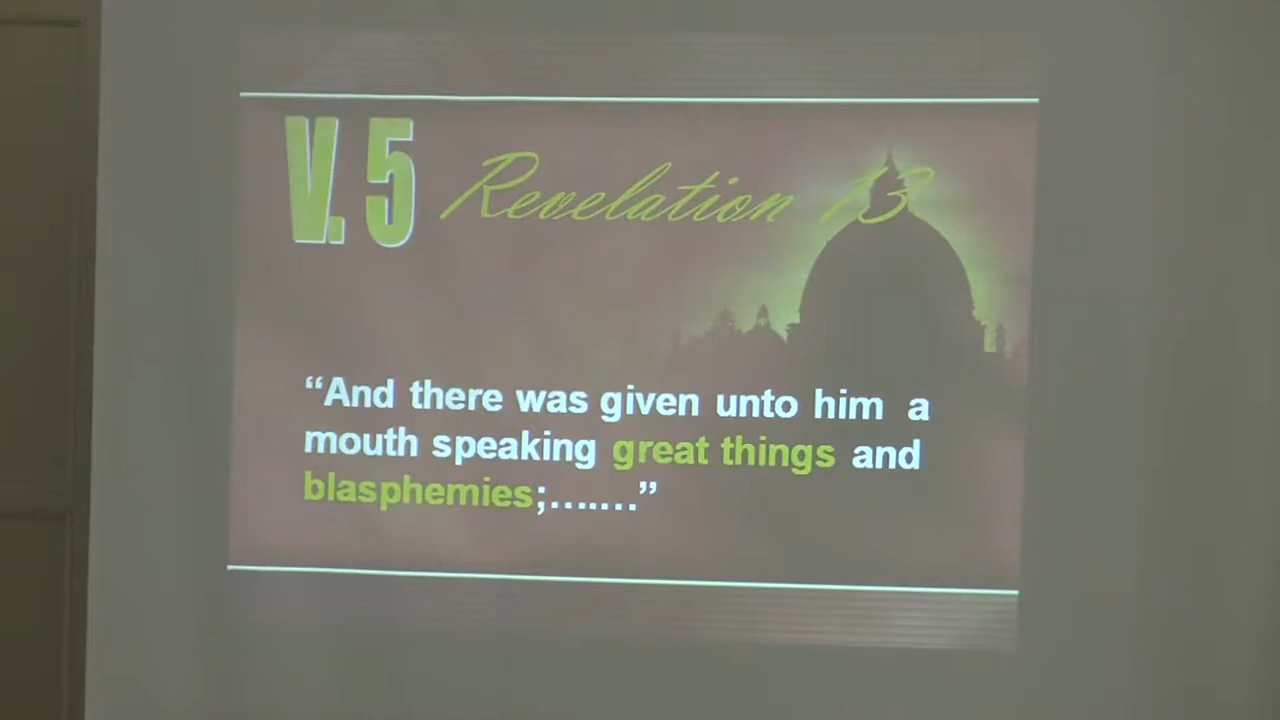 V. 5 Revelation 13
“And there was given unto him a
mouth speaking great things and
blasphemies;.......”